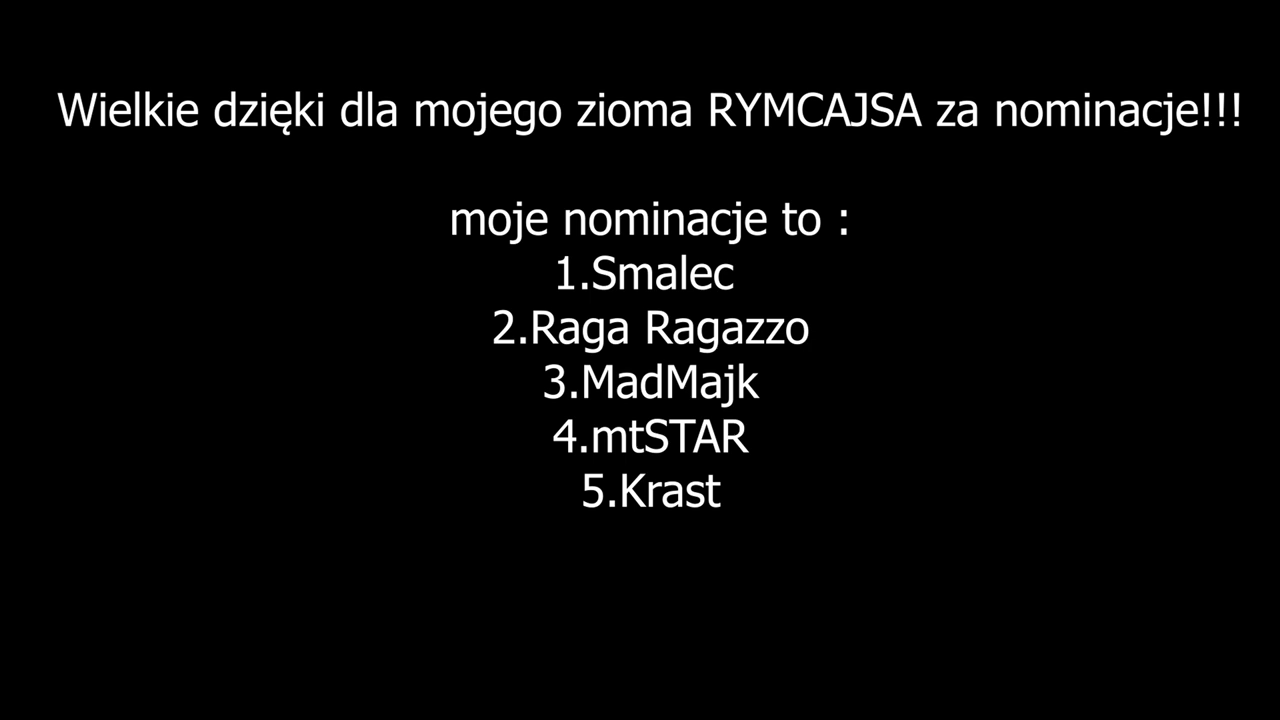 Wielkie dzięki dla mojego zioma RYMCAJSA za nominacje!!!
moje nominacje to :
1.Smalec
2.Raga Ragazzo
3.MadMajk
4.mtSTAR
5.Krast